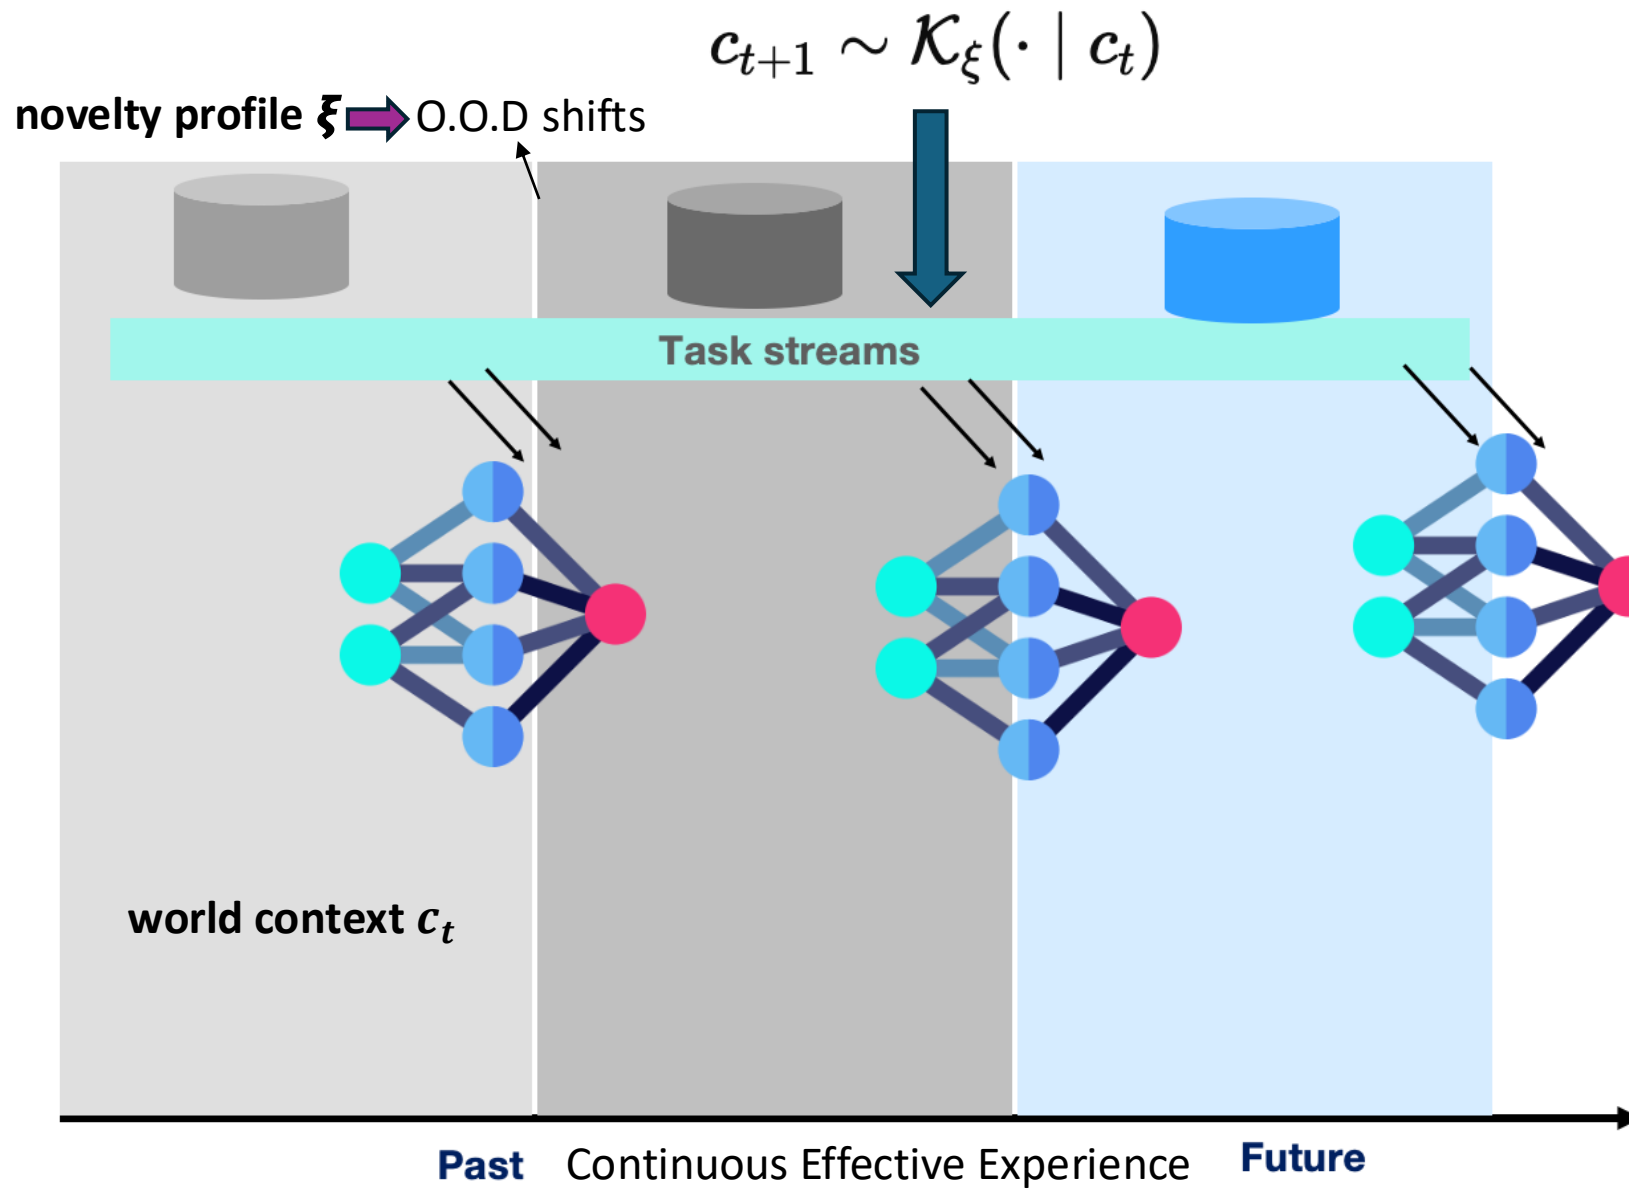 c_{t+1} ∼ 𝒦_ξ(· | c_t)
novelty profile ξ O.O.D shifts
Task streams
world context c_t
Past Continuous Effective Experience Future